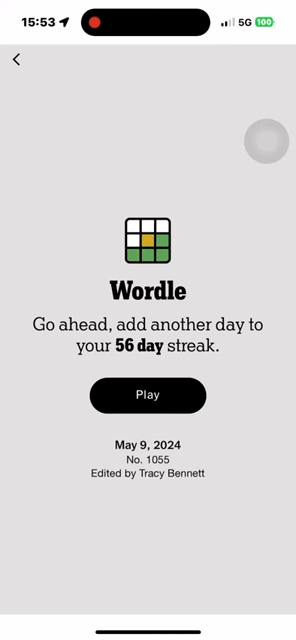 15:53
5G 100
Wordle
Go ahead, add another day to
your 56 day streak.
Play
May 9, 2024
No. 1055
Edited by Tracy Bennett